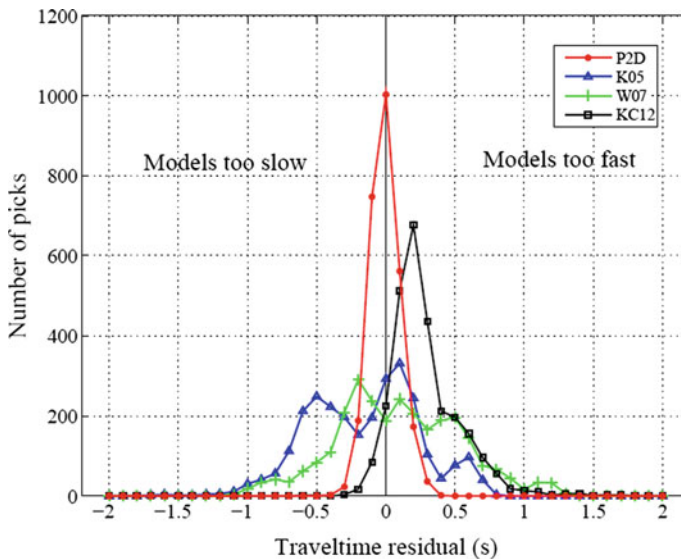 1200
1000
800
600
400
200
0
Number of picks
Models too slow
Models too fast
P2D
K05
W07
KC12
−2 −1.5 −1 −0.5 0 0.5 1 1.5 2
Traveltime residual (s)